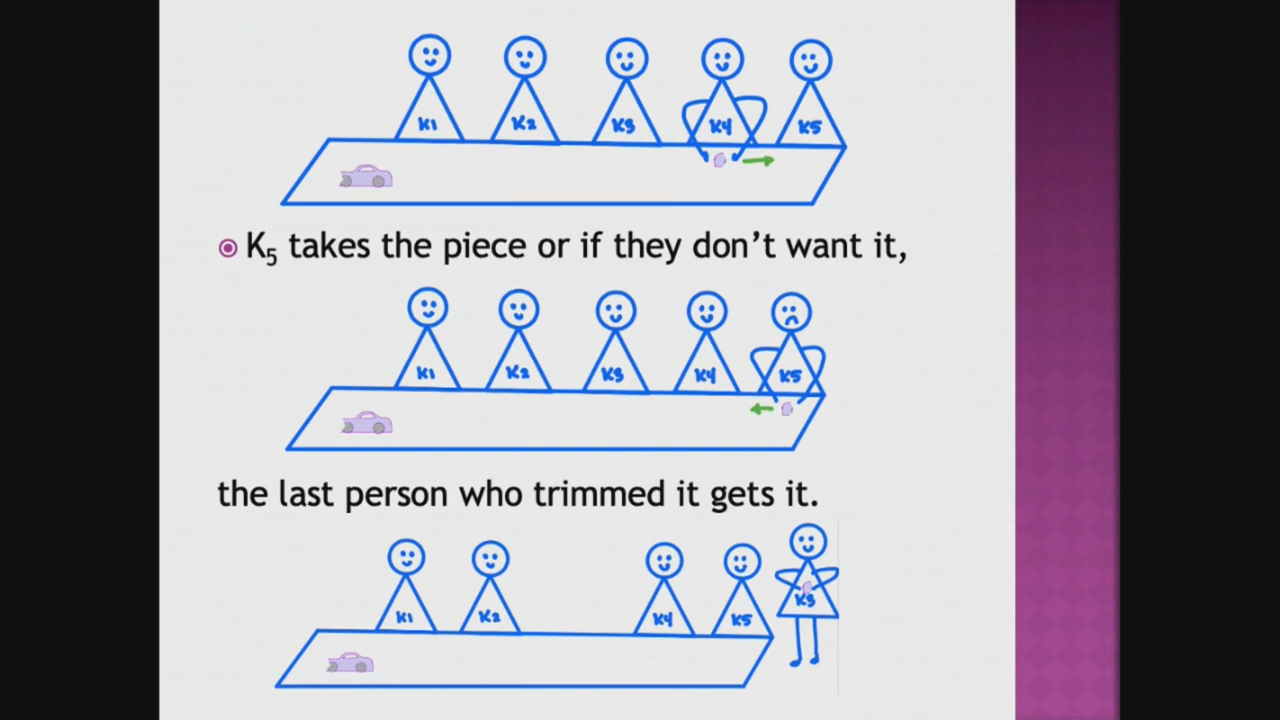 K1 K2 K3 K4 K5
K₅ takes the piece or if they don’t want it,
K1 K2 K3 K4 K5
the last person who trimmed it gets it.
K1 K2 K4 K5 K3